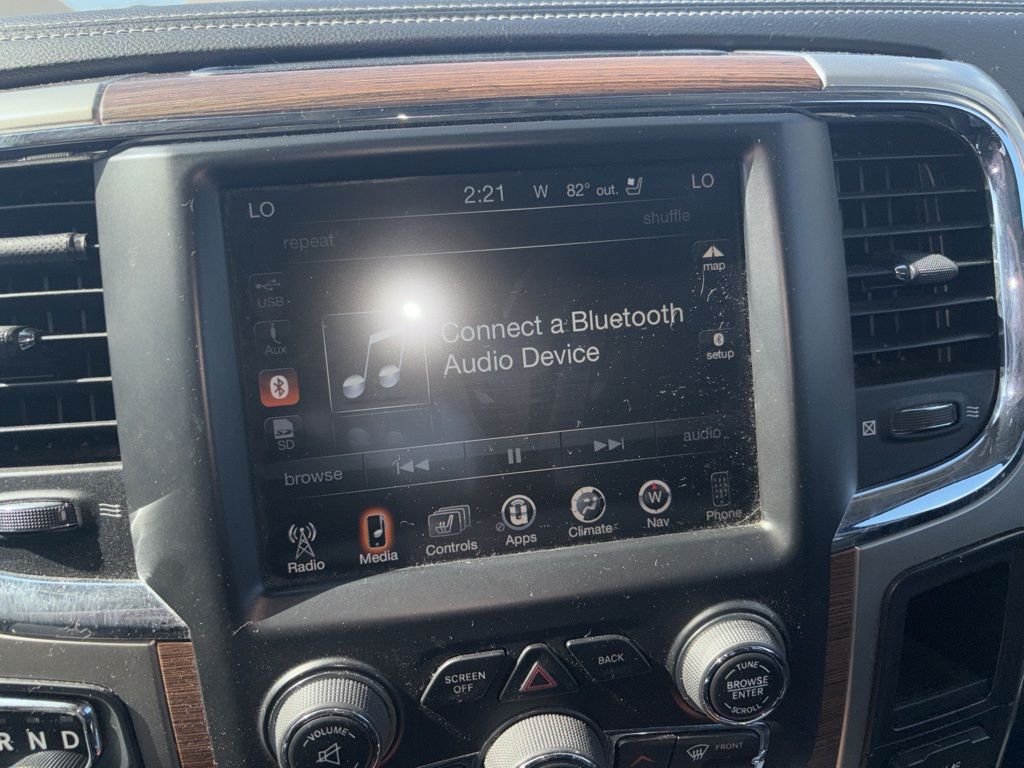 LO
2:21 W 82° out. LO
repeat shuffle
USB
map
Connect a Bluetooth
Audio Device
Aux
setup
SD
browse audio
Radio Media Controls Apps Climate W Nav Phone
SCREEN
OFF
BACK
VOLUME
TUNE
BROWSE
ENTER
SCROLL
R N D
FRONT
AC